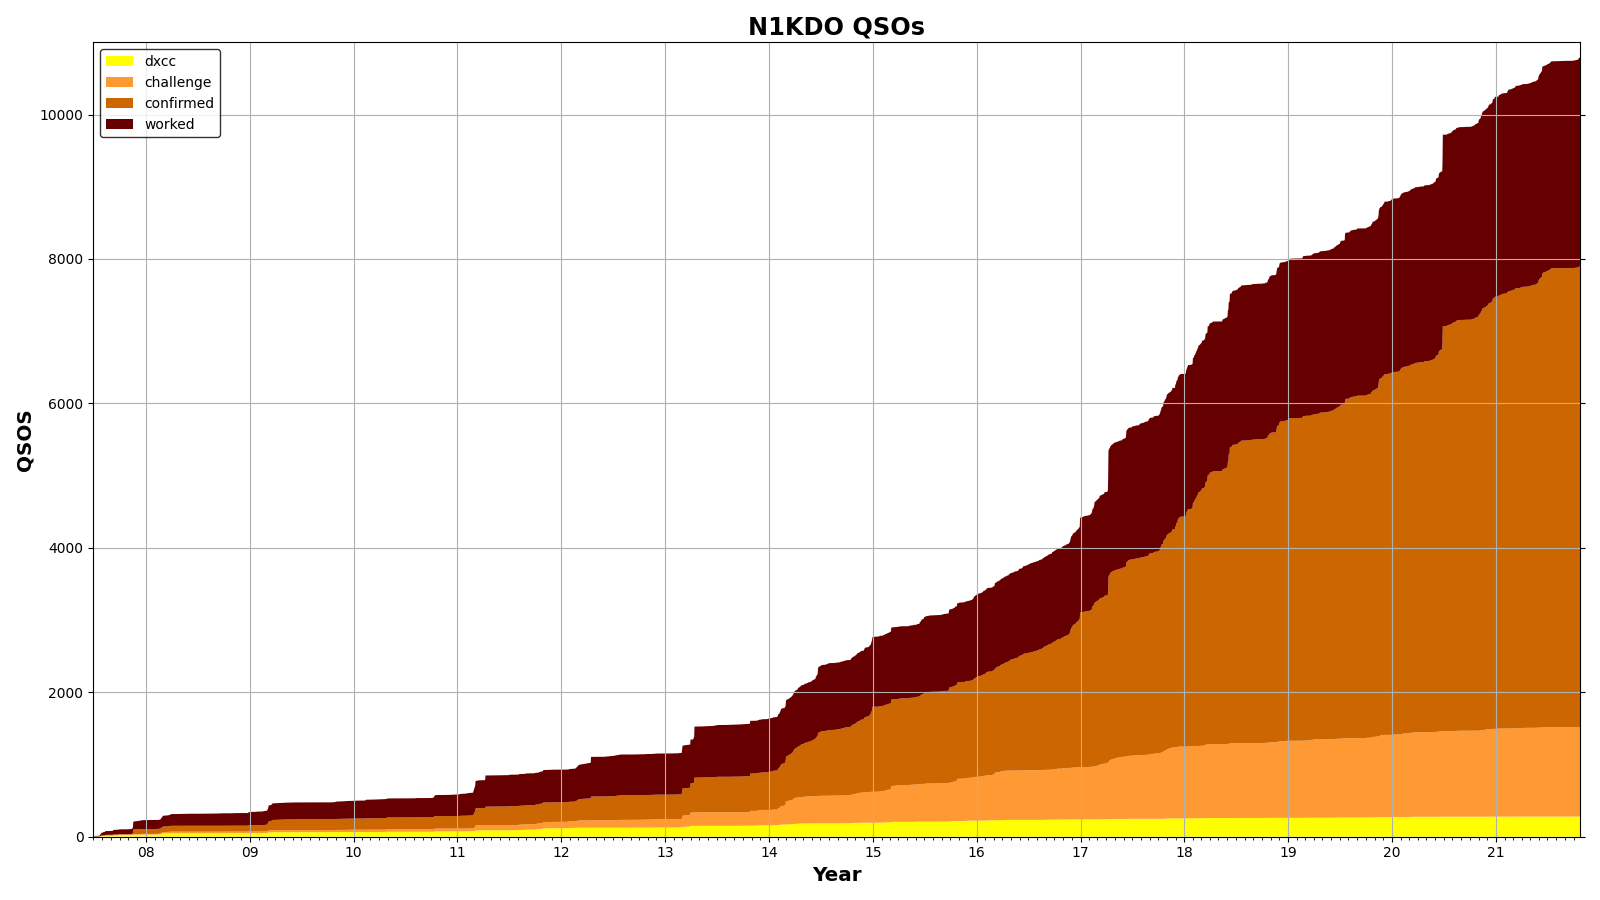 N1KDO QSOs
dxcc
challenge
confirmed
worked
10000
8000
6000
4000
2000
0
QSOS
08 09 10 11 12 13 14 15 16 17 18 19 20 21
Year